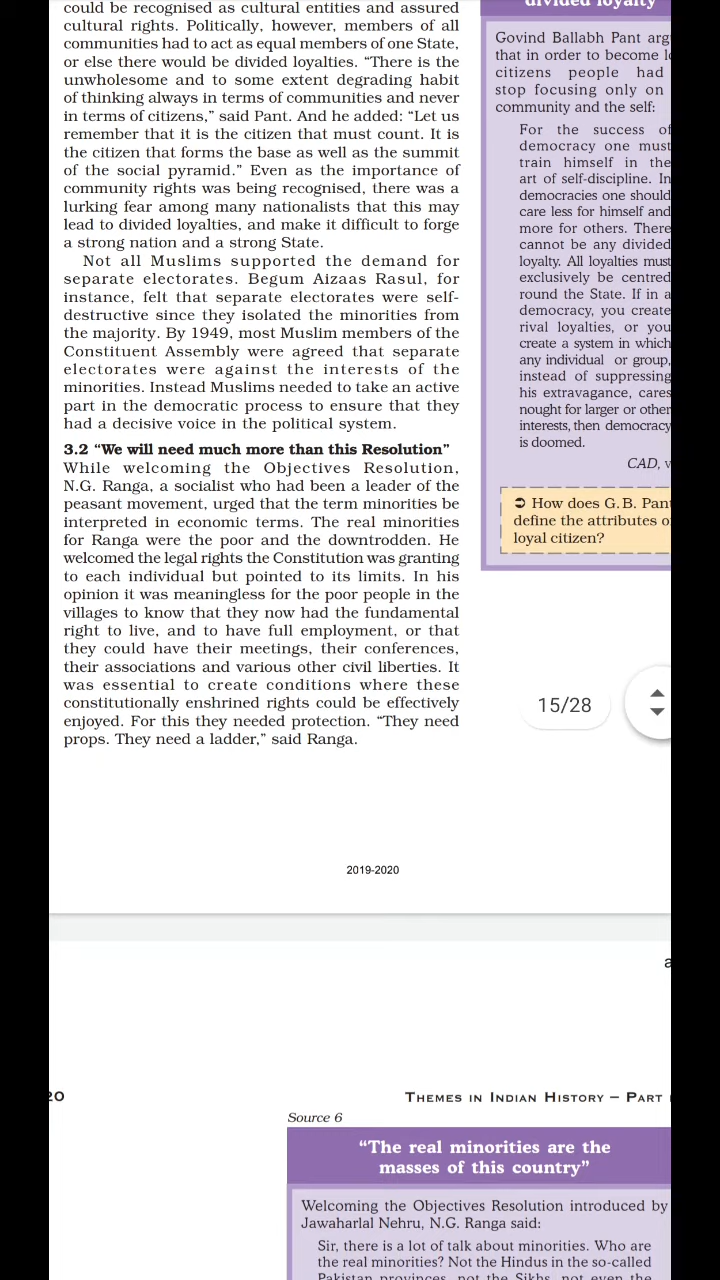 could be recognised as cultural entities and assured
cultural rights. Politically, however, members of all
communities had to act as equal members of one State,
or else there would be divided loyalties. “There is the
unwholesome and to some extent degrading habit
of thinking always in terms of communities and never
in terms of citizens,” said Pant. And he added: “Let us
remember that it is the citizen that must count. It is
the citizen that forms the base as well as the summit
of the social pyramid.” Even as the importance of
community rights was being recognised, there was a
lurking fear among many nationalists that this may
lead to divided loyalties, and make it difficult to forge
a strong nation and a strong State.
Not all Muslims supported the demand for
separate electorates. Begum Aizaas Rasul, for
instance, felt that separate electorates were self-
destructive since they isolated the minorities from
the majority. By 1949, most Muslim members of the
Constituent Assembly were agreed that separate
electorates were against the interests of the
minorities. Instead Muslims needed to take an active
part in the democratic process to ensure that they
had a decisive voice in the political system.
3.2 “We will need much more than this Resolution”
While welcoming the Objectives Resolution,
N.G. Ranga, a socialist who had been a leader of the
peasant movement, urged that the term minorities be
interpreted in economic terms. The real minorities
for Ranga were the poor and the downtrodden. He
welcomed the legal rights the Constitution was granting
to each individual but pointed to its limits. In his
opinion it was meaningless for the poor people in the
villages to know that they now had the fundamental
right to live, and to have full employment, or that
they could have their meetings, their conferences,
their associations and various other civil liberties. It
was essential to create conditions where these
constitutionally enshrined rights could be effectively
enjoyed. For this they needed protection. “They need
props. They need a ladder,” said Ranga.
divided loyalty”
Govind Ballabh Pant arg
that in order to become l
citizens people had
stop focusing only on
community and the self:
For the success of
democracy one must
train himself in the
art of self-discipline. In
democracies one should
care less for himself and
more for others. There
cannot be any divided
loyalty. All loyalties must
exclusively be centred
round the State. If in a
democracy, you create
rival loyalties, or you
create a system in which
any individual or group,
instead of suppressing
his extravagance, cares
nought for larger or other
interests, then democracy
is doomed.
CAD, v
➲ How does G.B. Pan
define the attributes o
loyal citizen?
15/28
2019-2020
a
20
THEMES IN INDIAN HISTORY – PART
Source 6
“The real minorities are the
masses of this country”
Welcoming the Objectives Resolution introduced by
Jawaharlal Nehru, N.G. Ranga said:
Sir, there is a lot of talk about minorities. Who are
the real minorities? Not the Hindus in the so-called
Pakistan provinces, not the Sikhs, not even the